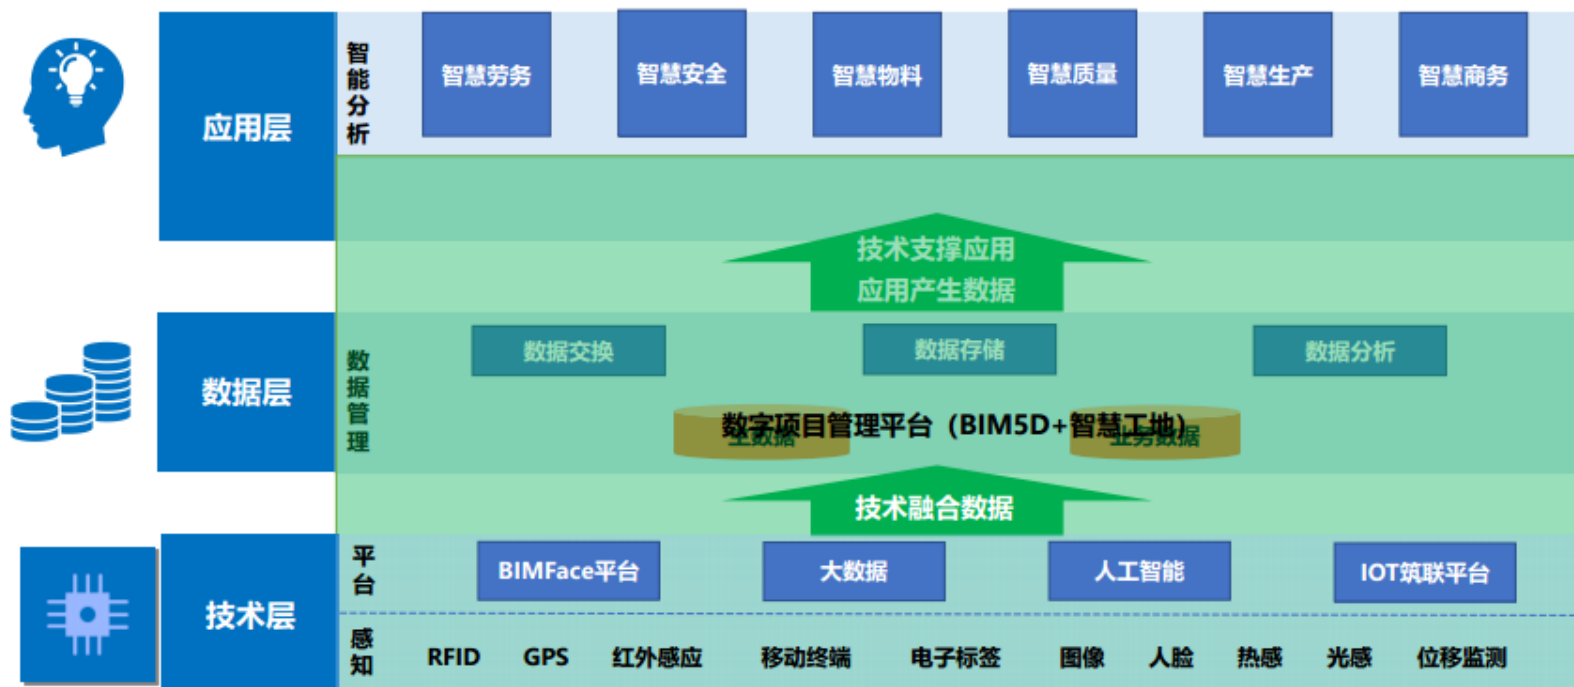 应用层
智能分析
智慧劳务
智慧安全
智慧物料
智慧质量
智慧生产
智慧商务
技术支撑应用
应用产生数据
数据层
数据管理
数据交换
数据存储
数据分析
数字项目管理平台（BIM5D+智慧工地）
主数据
业务数据
技术融合数据
技术层
平台
BIMFace平台
大数据
人工智能
IOT筑联平台
感知
RFID
GPS
红外感应
移动终端
电子标签
图像
人脸
热感
光感
位移监测